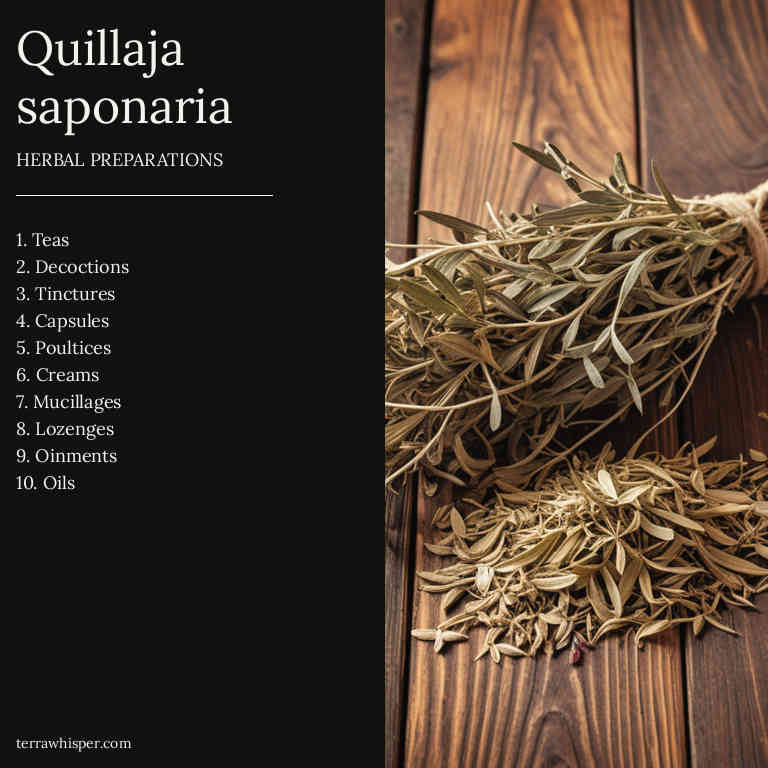 Quillaja
saponaria
HERBAL PREPARATIONS
1. Teas
2. Decoctions
3. Tinctures
4. Capsules
5. Poultices
6. Creams
7. Mucillages
8. Lozenges
9. Oinments
10. Oils
terrawhisper.com